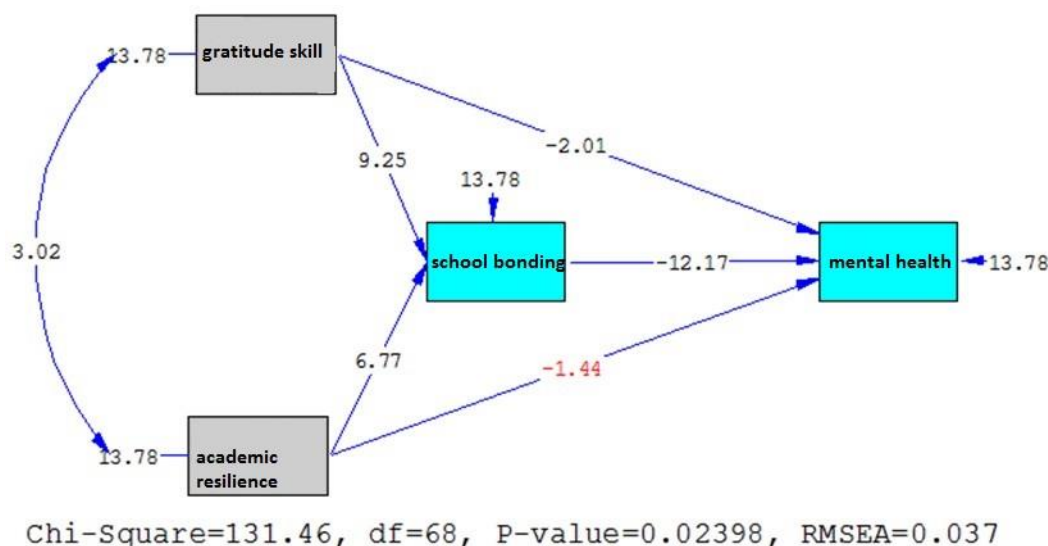 13.78
gratitude skill
-2.01
9.25
13.78
3.02
school bonding
-12.17
mental health
13.78
6.77
-1.44
13.78
academic
resilience
Chi-Square=131.46, df=68, P-value=0.02398, RMSEA=0.037